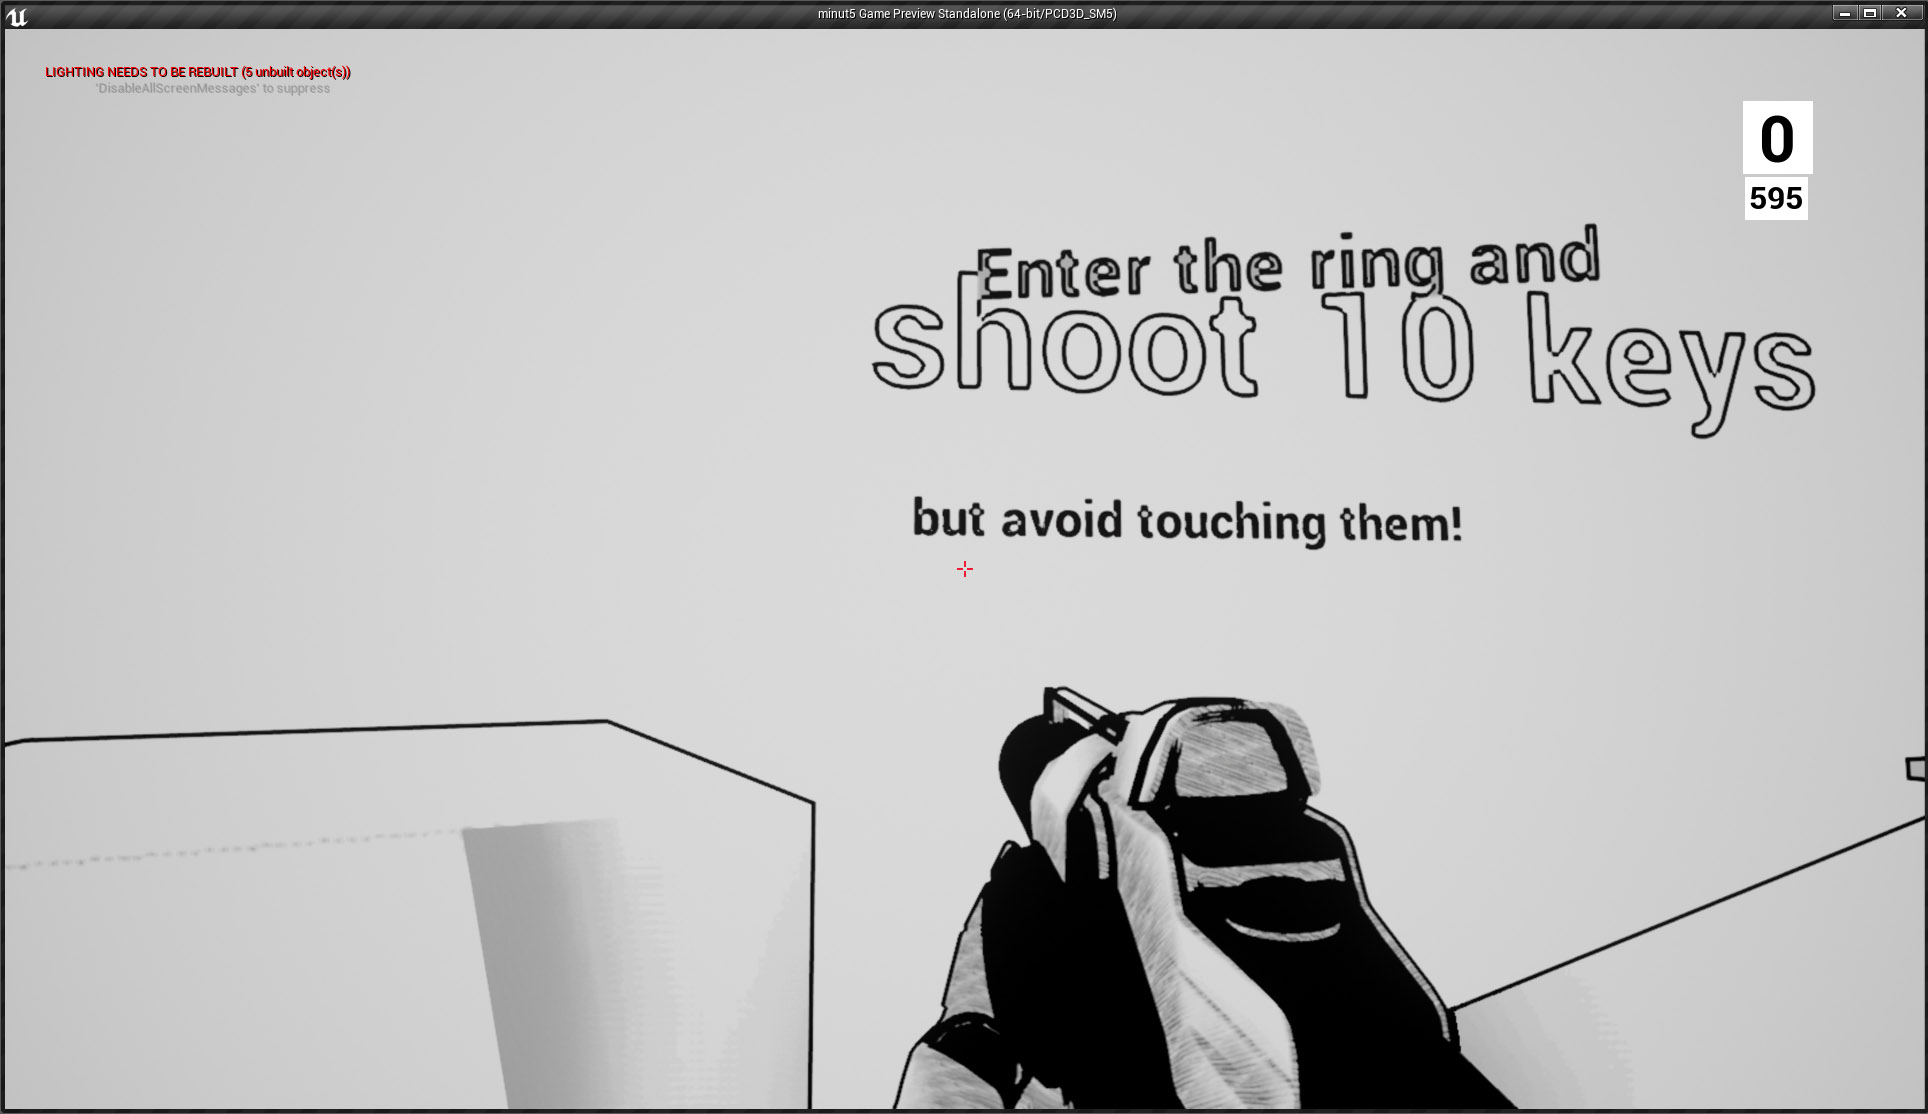 minut5 Game Preview Standalone (64-bit/PCD3D_SM5)
LIGHTING NEEDS TO BE REBUILT (5 unbuilt object(s))
'DisableAllScreenMessages' to suppress
0
595
Enter the ring and
shoot 10 keys
but avoid touching them!